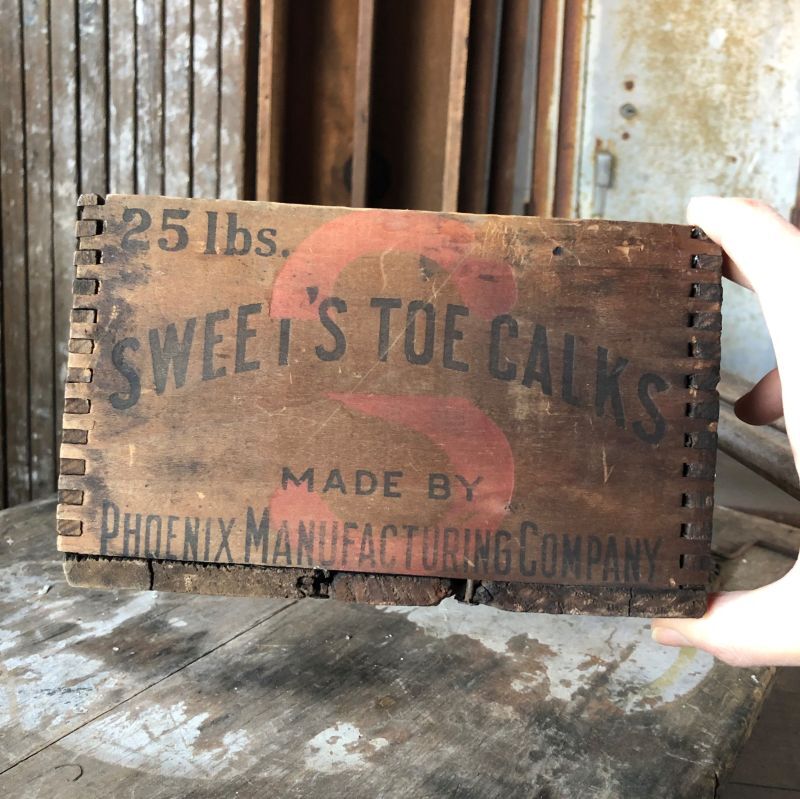 25 lbs.
S
SWEET'S TOE CALKS
MADE BY
PHOENIX MANUFACTURING COMPANY